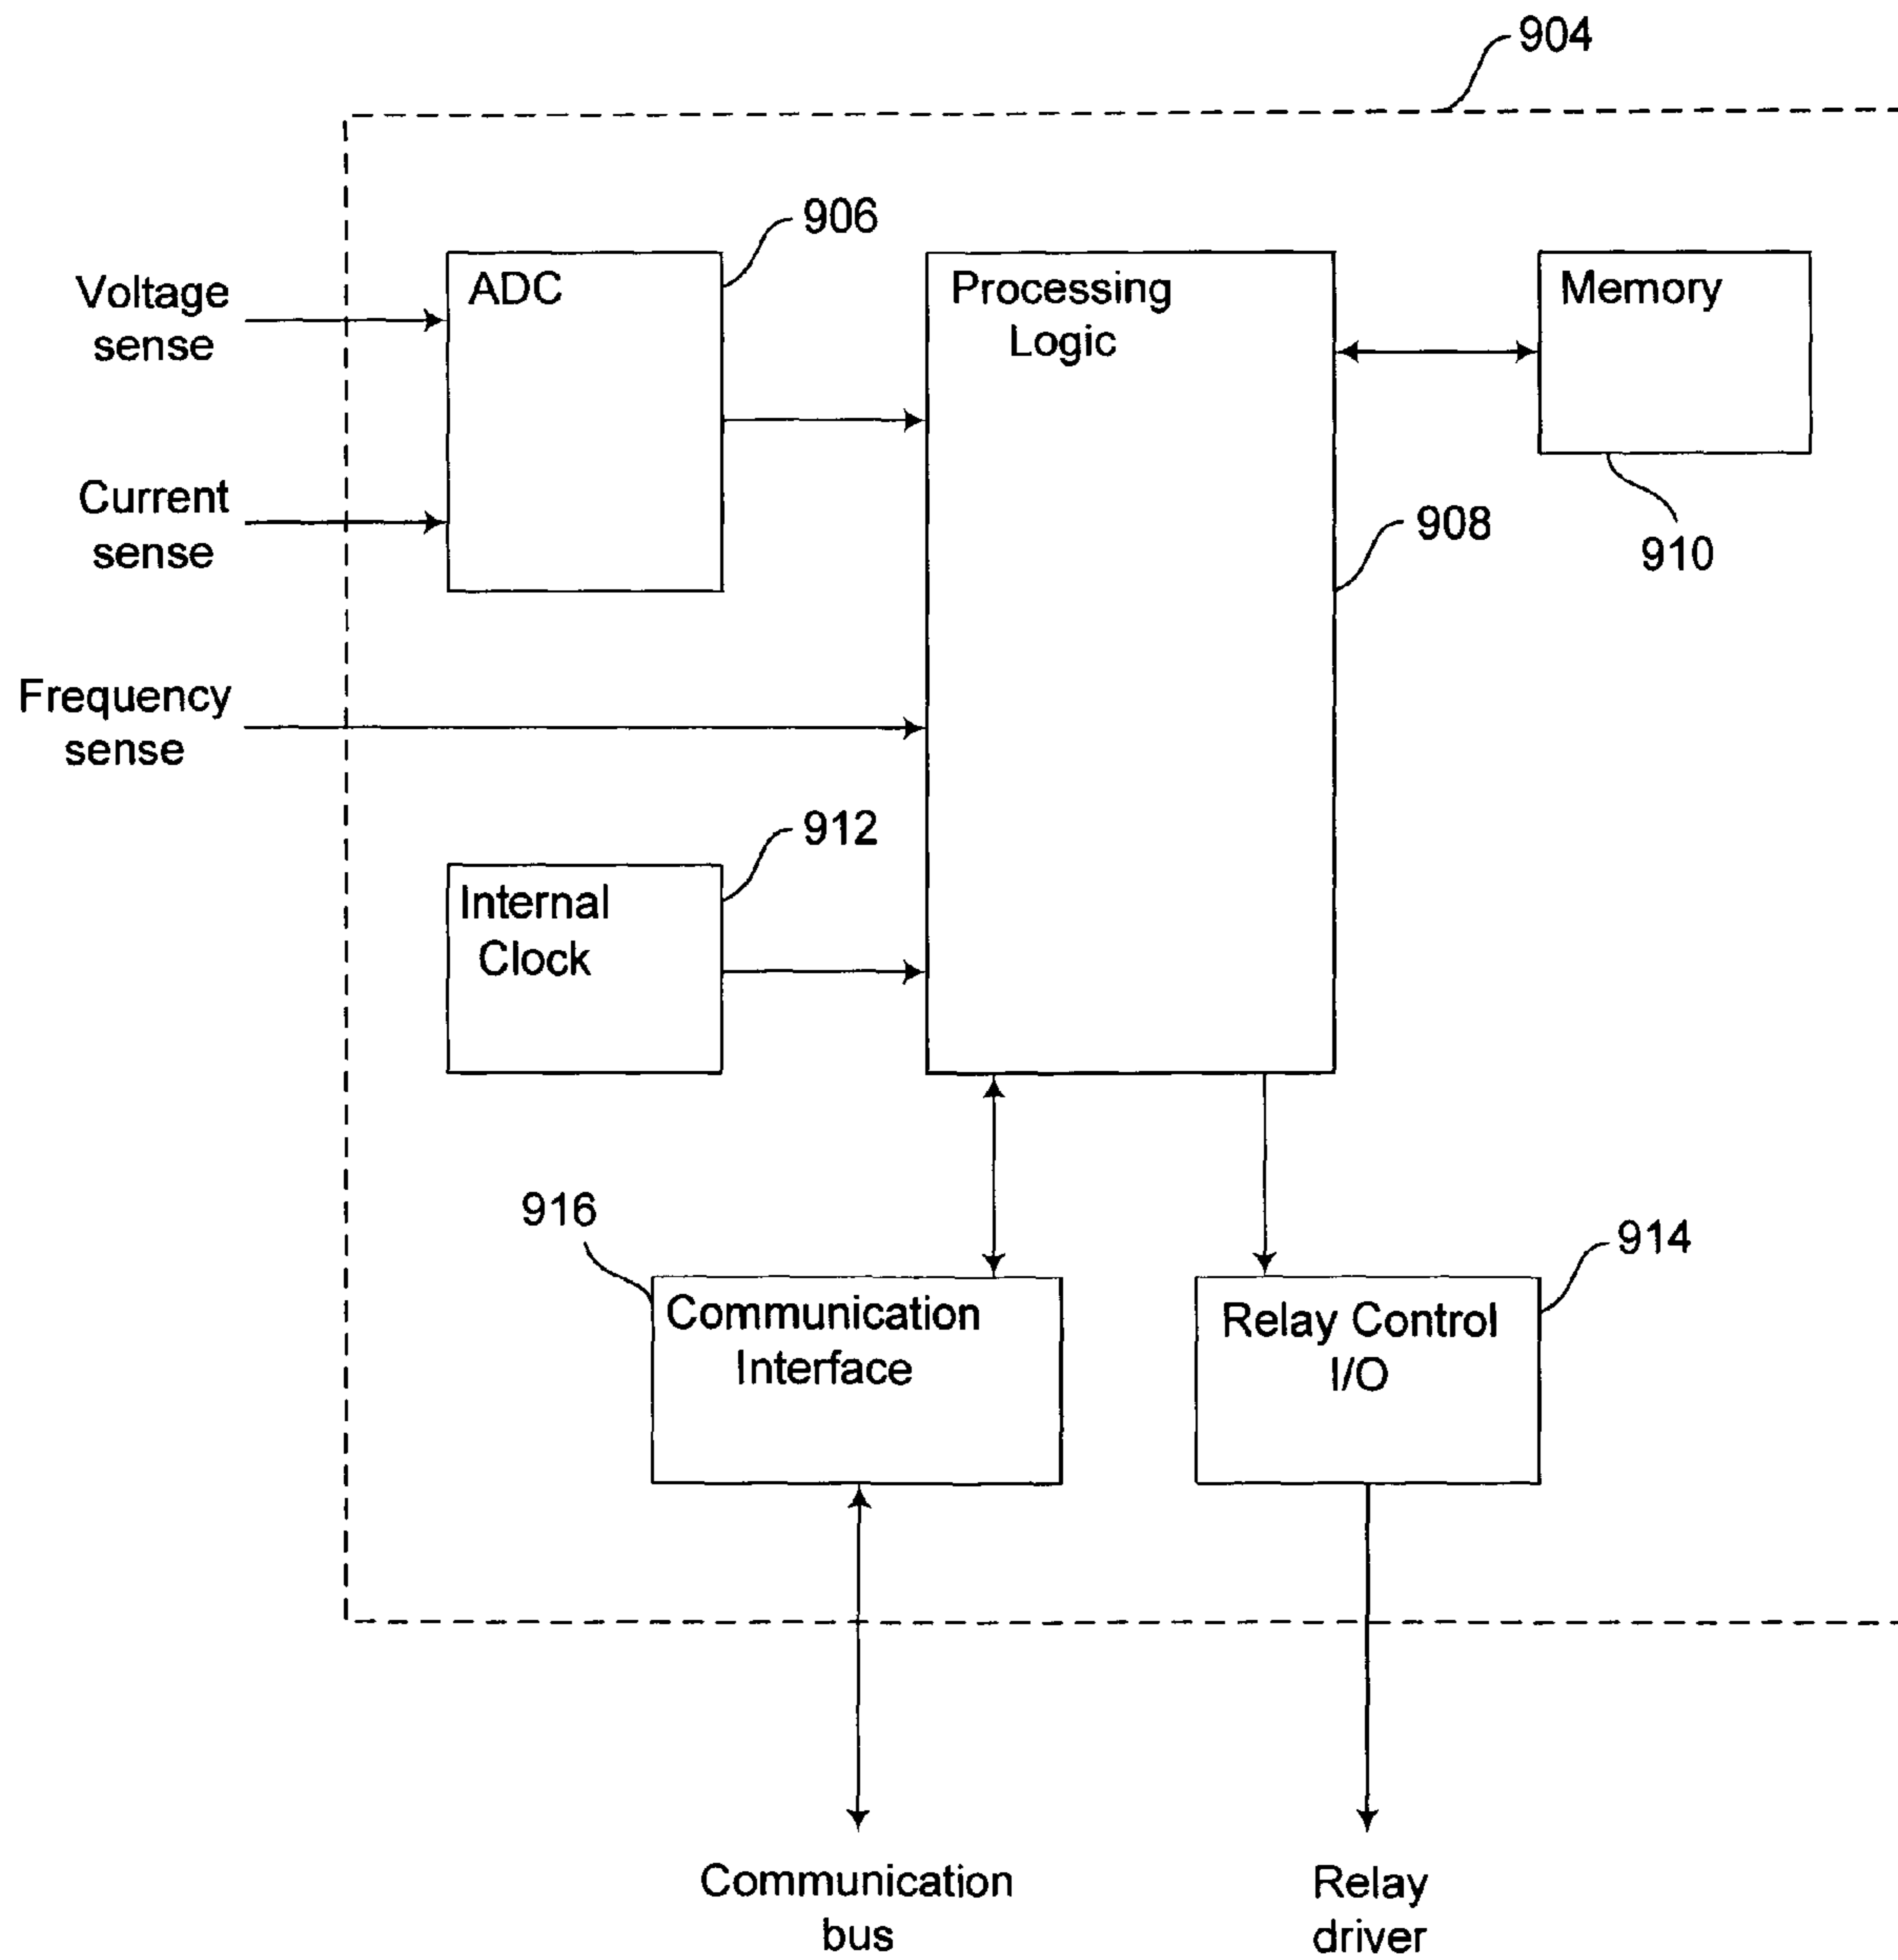 904
906
Voltage
sense
ADC
Processing
Logic
Memory
Current
sense
908
910
Frequency
sense
912
Internal
Clock
916
914
Communication
Interface
Relay Control
I/O
Communication
bus
Relay
driver